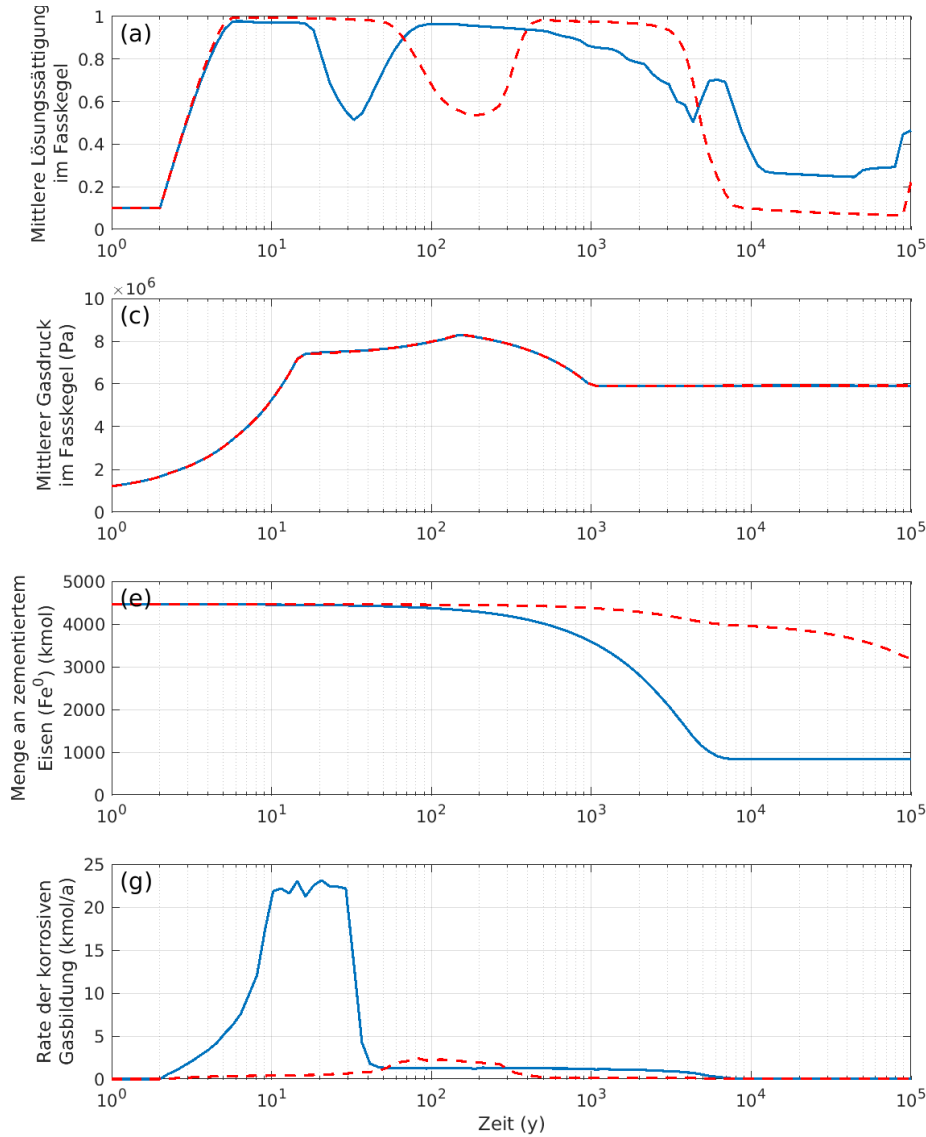 (a)
Mittlere Lösungssättigung
im Fasskegel
1
0.8
0.6
0.4
0.2
0
10^0 10^1 10^2 10^3 10^4 10^5
(c)
×10^6
Mittlerer Gasdruck
im Fasskegel (Pa)
10
8
6
4
2
0
10^0 10^1 10^2 10^3 10^4 10^5
(e)
Menge an zementiertem
Eisen (Fe^0) (kmol)
5000
4000
3000
2000
1000
0
10^0 10^1 10^2 10^3 10^4 10^5
(g)
Rate der korrosiven
Gasbildung (kmol/a)
25
20
15
10
5
0
10^0 10^1 10^2 10^3 10^4 10^5
Zeit (y)